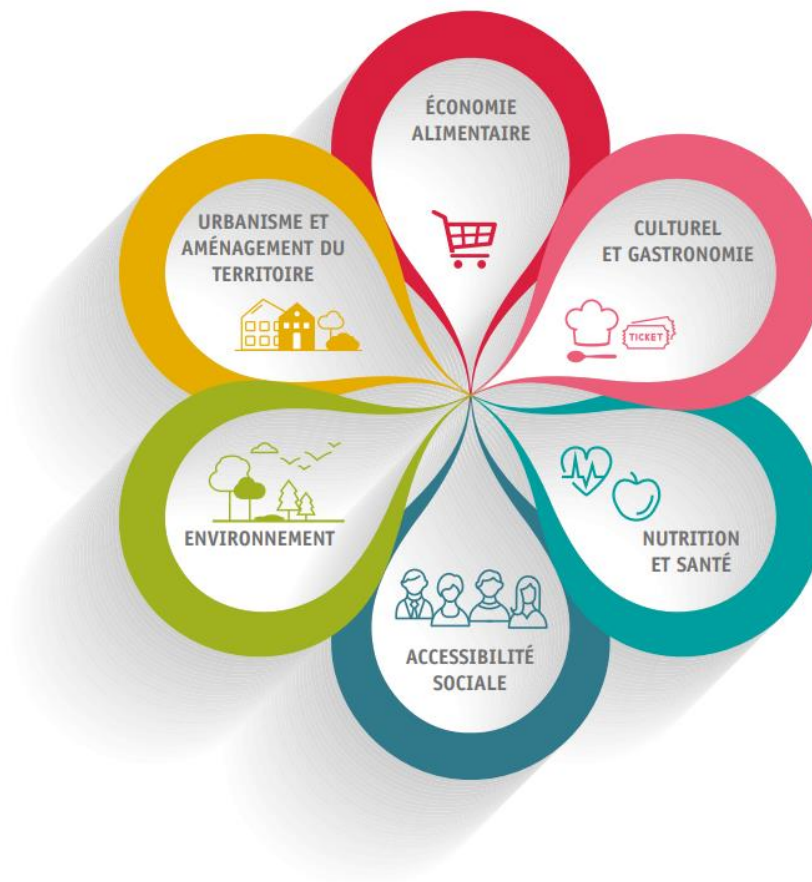 ÉCONOMIE
ALIMENTAIRE
URBANISME ET
AMÉNAGEMENT DU
TERRITOIRE
CULTUREL
ET GASTRONOMIE
TICKET
ENVIRONNEMENT
NUTRITION
ET SANTÉ
ACCESSIBILITÉ
SOCIALE